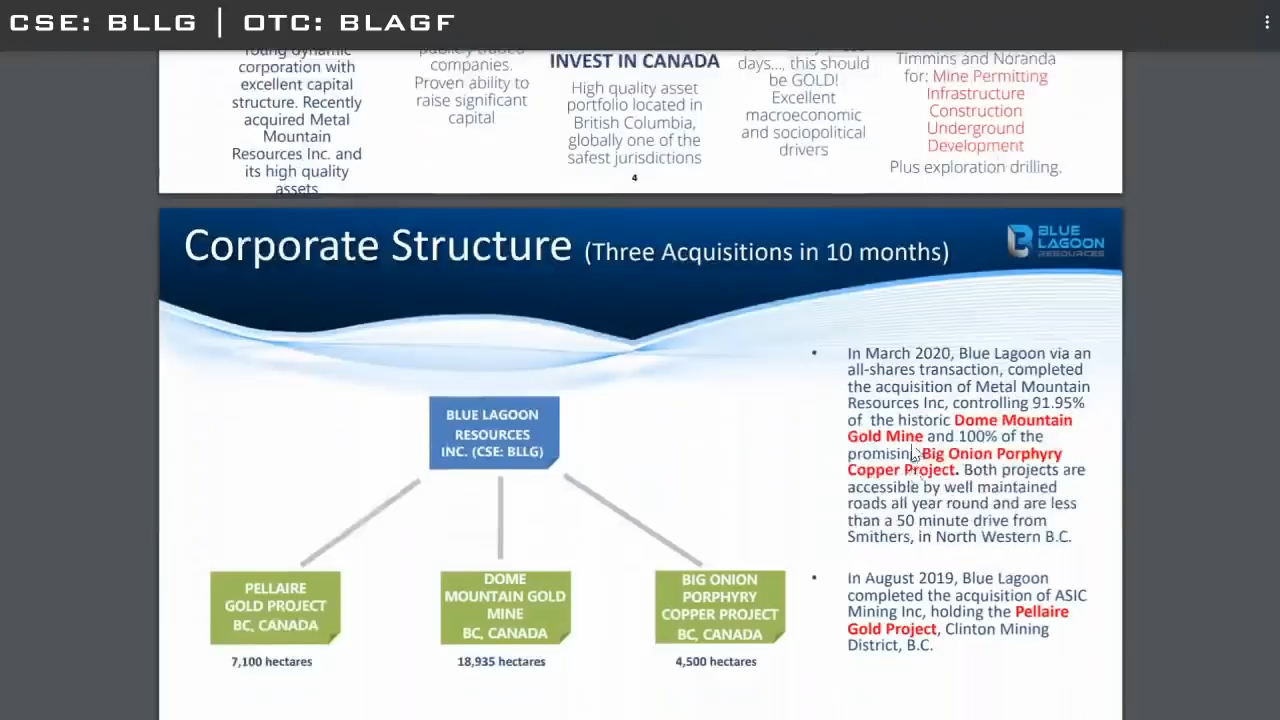 CSE: BLLG | OTC: BLAGF
Young dynamic
corporation with
excellent capital
structure. Recently
acquired Metal
Mountain
Resources Inc. and
its high quality
assets
publicly traded
companies.
Proven ability to
raise significant
capital
INVEST IN CANADA
High quality asset
portfolio located in
British Columbia,
globally one of the
safest jurisdictions
days..., this should
be GOLD!
Excellent
macroeconomic
and sociopolitical
drivers
Timmins and Noranda
for: Mine Permitting
Infrastructure
Construction
Underground
Development
Plus exploration drilling.
4
Corporate Structure (Three Acquisitions in 10 months)
BLUE
LAGOON
RESOURCES
BLUE LAGOON
RESOURCES
INC. (CSE: BLLG)
PELLAIRE
GOLD PROJECT
BC, CANADA
7,100 hectares
DOME
MOUNTAIN GOLD
MINE
BC, CANADA
18,935 hectares
BIG ONION
PORPHYRY
COPPER PROJECT
BC, CANADA
4,500 hectares
• In March 2020, Blue Lagoon via an
all-shares transaction, completed
the acquisition of Metal Mountain
Resources Inc, controlling 91.95%
of the historic Dome Mountain
Gold Mine and 100% of the
promising Big Onion Porphyry
Copper Project. Both projects are
accessible by well maintained
roads all year round and are less
than a 50 minute drive from
Smithers, in North Western B.C.
• In August 2019, Blue Lagoon
completed the acquisition of ASIC
Mining Inc, holding the Pellaire
Gold Project, Clinton Mining
District, B.C.